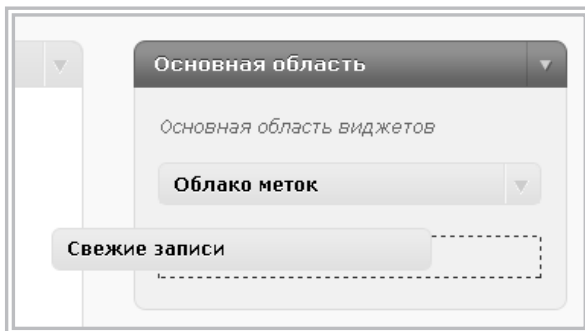 Основная область
Основная область виджетов
Облако меток
Свежие записи